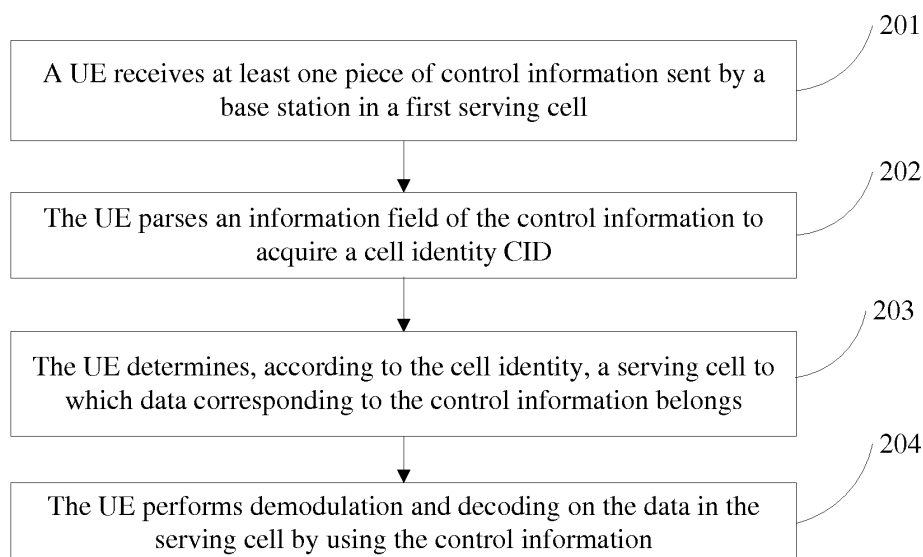 201
A UE receives at least one piece of control information sent by a
base station in a first serving cell
202
The UE parses an information field of the control information to
acquire a cell identity CID
203
The UE determines, according to the cell identity, a serving cell to
which data corresponding to the control information belongs
204
The UE performs demodulation and decoding on the data in the
serving cell by using the control information